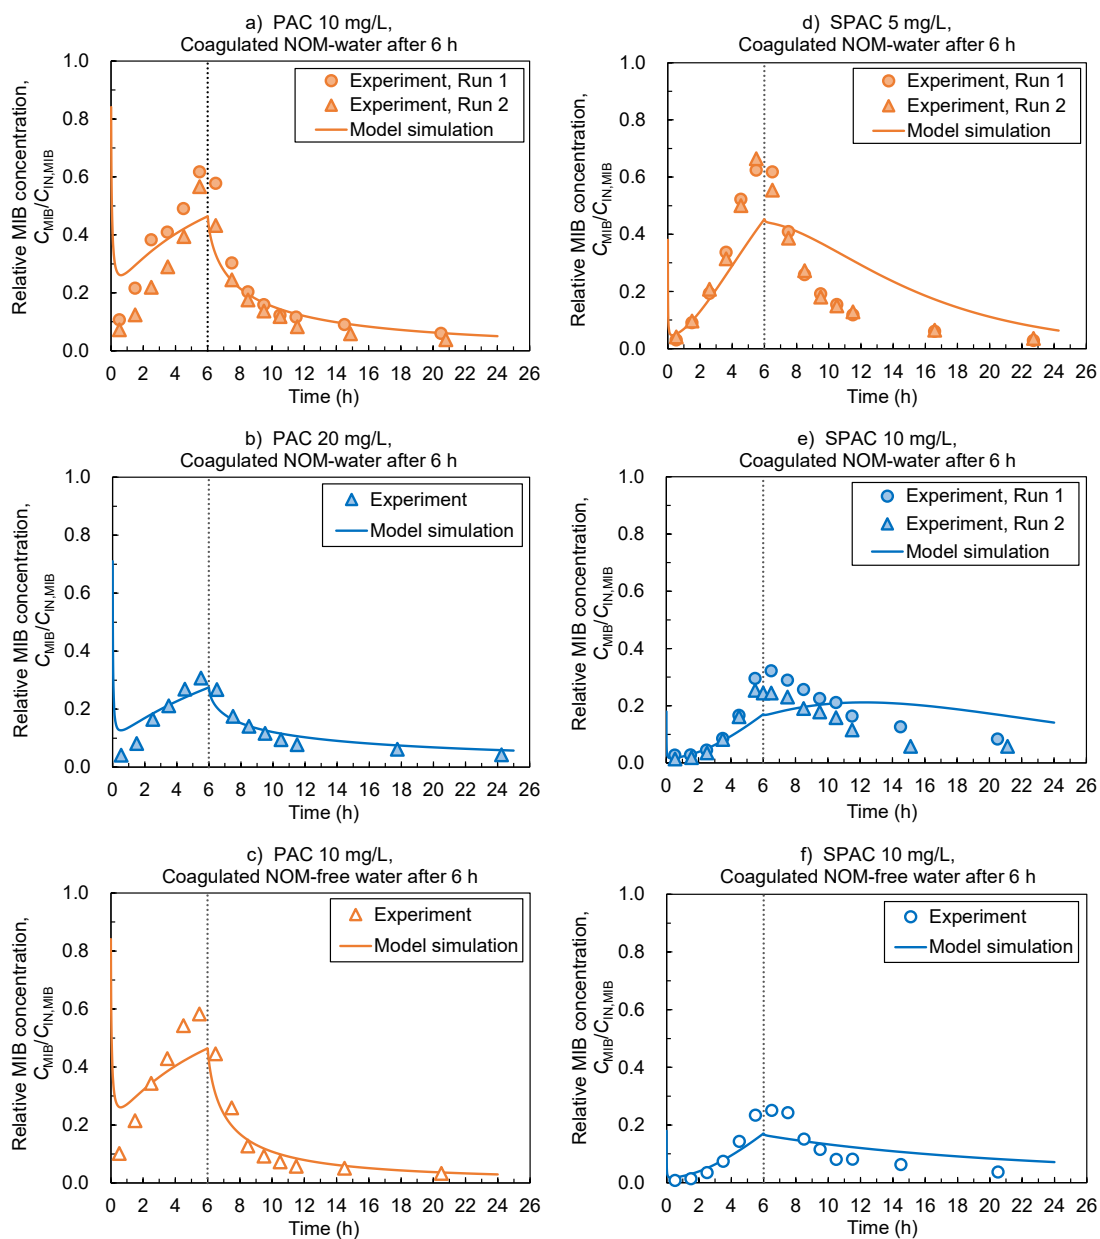 a) PAC 10 mg/L,
Coagulated NOM-water after 6 h
Relative MIB concentration,
C_MIB/C_IN,MIB
1.0
0.8
0.6
0.4
0.2
0.0
Experiment, Run 1
Experiment, Run 2
Model simulation
0 2 4 6 8 10 12 14 16 18 20 22 24 26
Time (h)
d) SPAC 5 mg/L,
Coagulated NOM-water after 6 h
Relative MIB concentration,
C_MIB/C_IN,MIB
1.0
0.8
0.6
0.4
0.2
0.0
Experiment, Run 1
Experiment, Run 2
Model simulation
0 2 4 6 8 10 12 14 16 18 20 22 24 26
Time (h)
b) PAC 20 mg/L,
Coagulated NOM-water after 6 h
Relative MIB concentration,
C_MIB/C_IN,MIB
1.0
0.8
0.6
0.4
0.2
0.0
Experiment
Model simulation
0 2 4 6 8 10 12 14 16 18 20 22 24 26
Time (h)
e) SPAC 10 mg/L,
Coagulated NOM-water after 6 h
Relative MIB concentration,
C_MIB/C_IN,MIB
1.0
0.8
0.6
0.4
0.2
0.0
Experiment, Run 1
Experiment, Run 2
Model simulation
0 2 4 6 8 10 12 14 16 18 20 22 24 26
Time (h)
c) PAC 10 mg/L,
Coagulated NOM-free water after 6 h
Relative MIB concentration,
C_MIB/C_IN,MIB
1.0
0.8
0.6
0.4
0.2
0.0
Experiment
Model simulation
0 2 4 6 8 10 12 14 16 18 20 22 24 26
Time (h)
f) SPAC 10 mg/L,
Coagulated NOM-free water after 6 h
Relative MIB concentration,
C_MIB/C_IN,MIB
1.0
0.8
0.6
0.4
0.2
0.0
Experiment
Model simulation
0 2 4 6 8 10 12 14 16 18 20 22 24 26
Time (h)